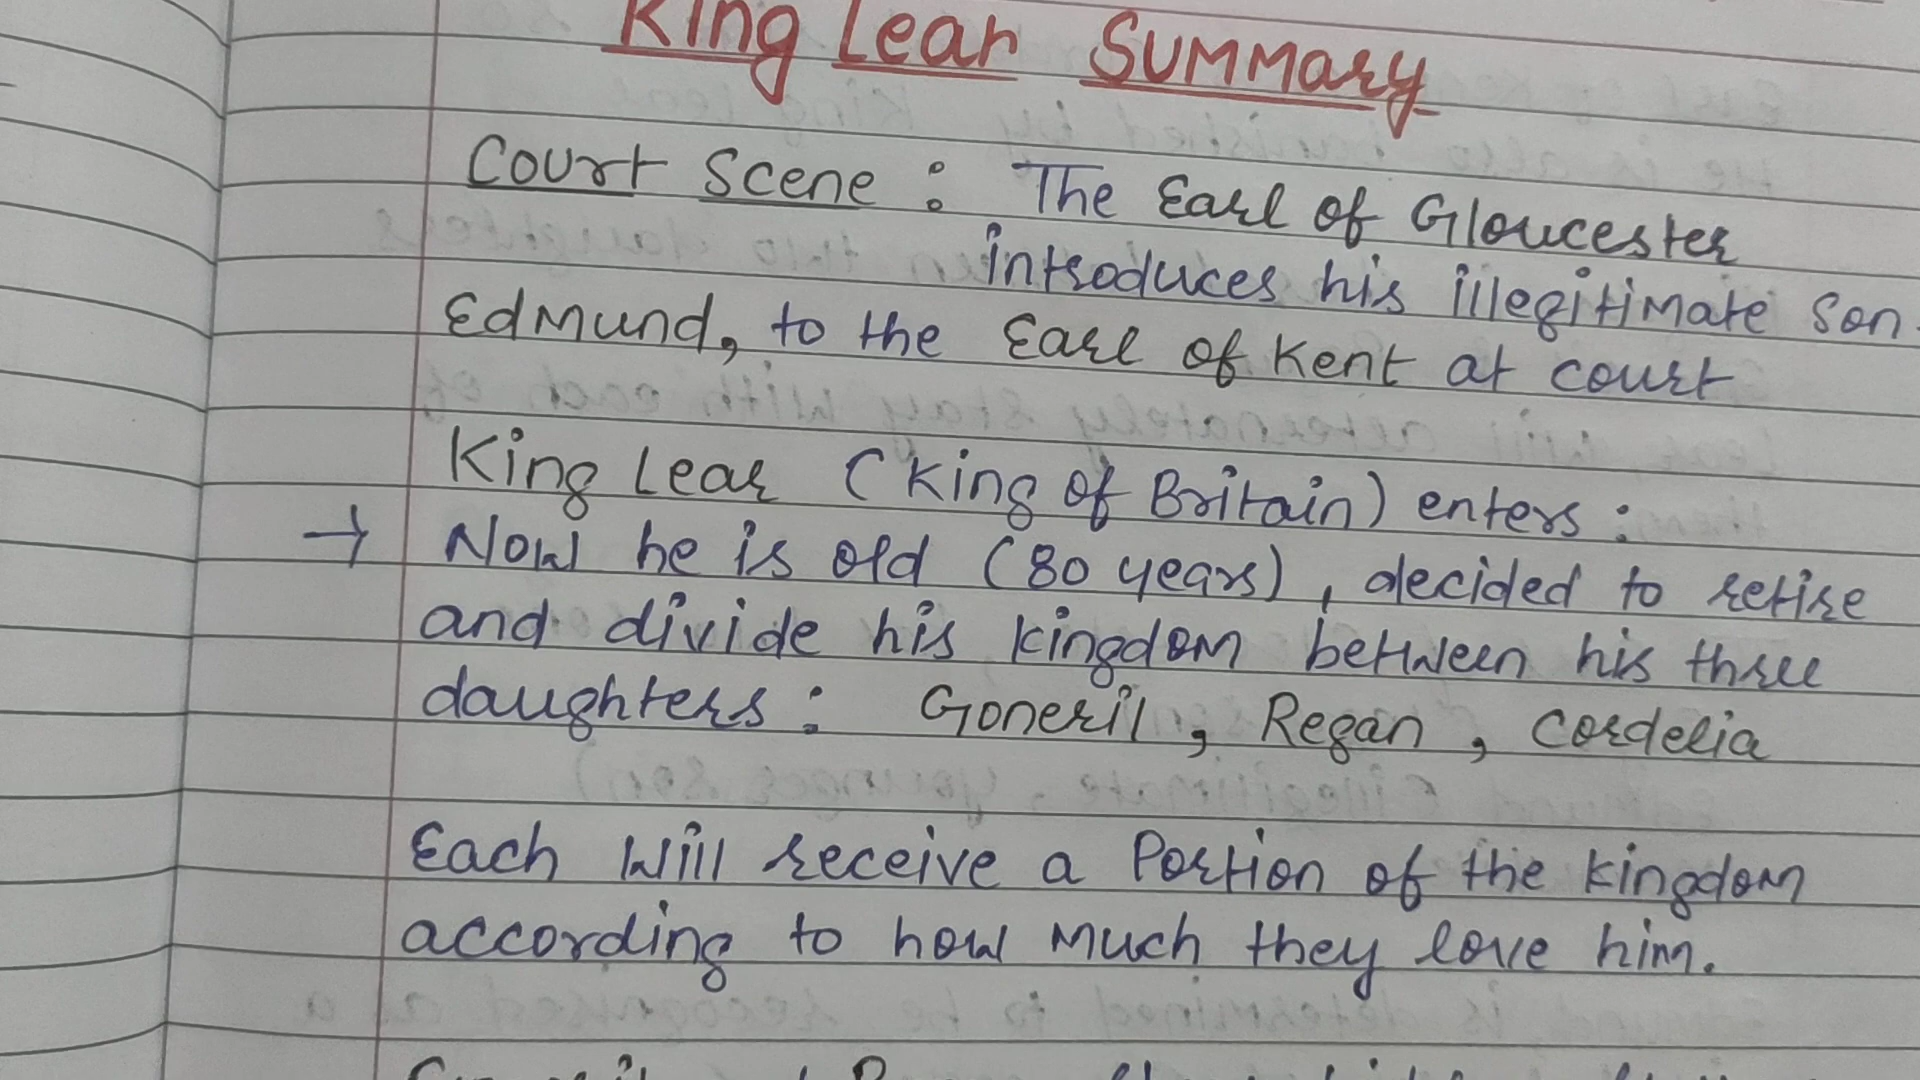 King Lear Summary
Court Scene : The Earl of Gloucester
introduces his illegitimate son
Edmund, to the Earl of Kent at court
King Lear (King of Britain) enters :
→ Now he is old (80 years), decided to retire
and divide his kingdom between his three
daughters : Goneril, Regan, Cordelia
Each will receive a Portion of the kingdom
according to how much they love him.